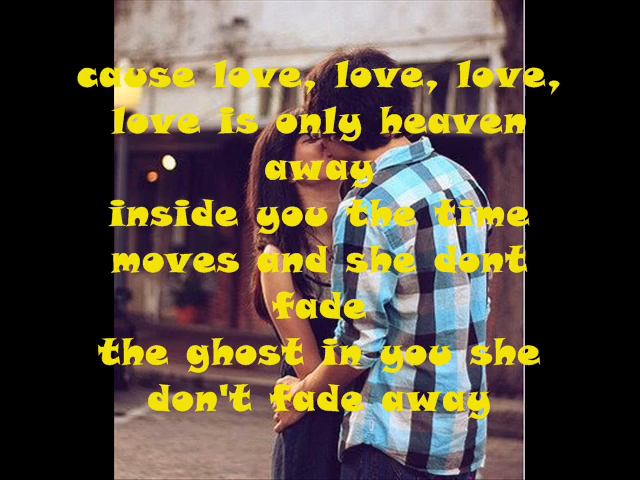 cause love, love, love,
love is only heaven
away
inside you the time
moves and she dont
fade
the ghost in you she
don't fade away